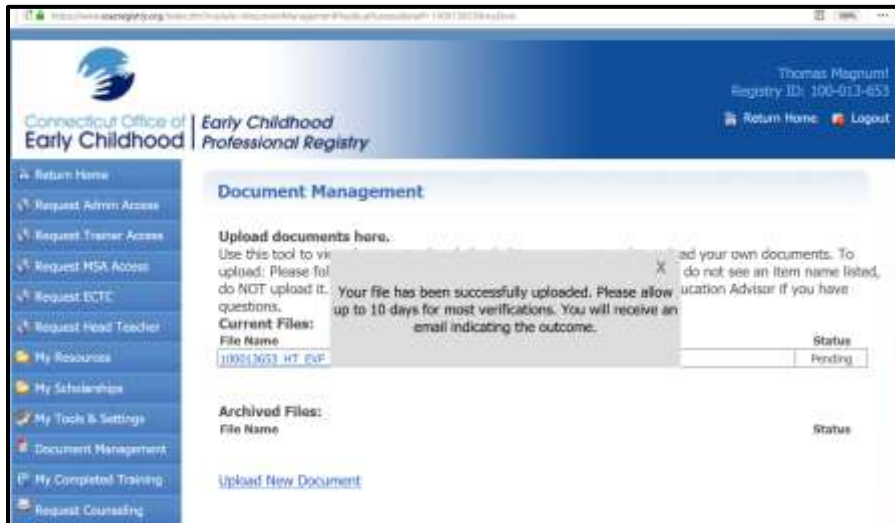 Thomas Magnum!
Registry ID: 100-013-653
Return Home Logout
Connecticut Office of
Early Childhood
Early Childhood
Professional Registry
Return Home
Request Admin Access
Request Trainer Access
Request MSA Access
Request ECTC
Request Head Teacher
My Resources
My Scholarships
My Tools & Settings
Document Management
My Completed Training
Request Counseling
Document Management
Upload documents here.
Use this tool to ad your own documents. To
upload: Please fol do not see an item name listed,
do NOT upload it. ucation Advisor if you have
questions.
X
Your file has been successfully uploaded. Please allow
up to 10 days for most verifications. You will receive an
email indicating the outcome.
Current Files:
File Name Status
100013653_HT_EVF Pending
Archived Files:
File Name Status
Upload New Document